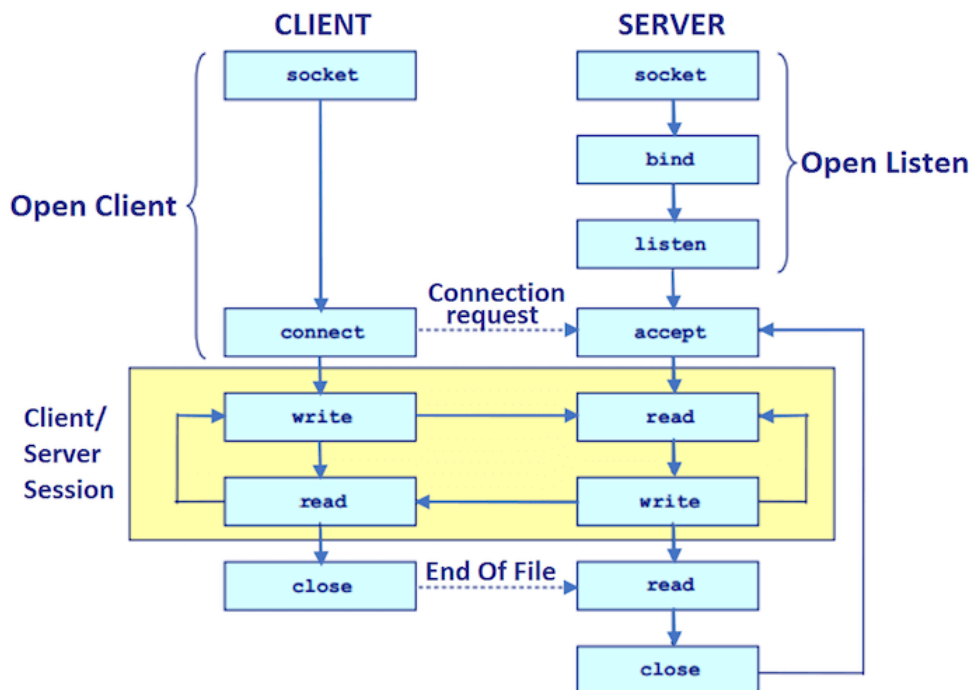 CLIENT
SERVER
socket
socket
bind
Open Listen
Open Client
listen
Connection
request
connect
accept
Client/
Server
Session
write
read
read
write
End Of File
close
read
close